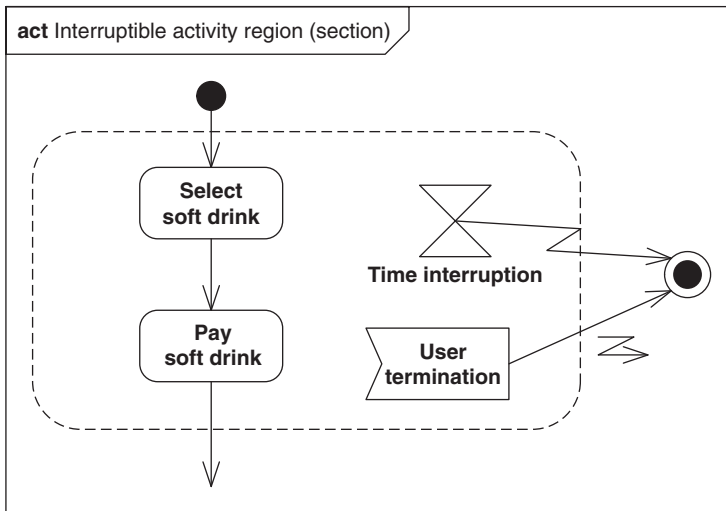 act Interruptible activity region (section)
Select
soft drink
Time interruption
Pay
soft drink
User
termination